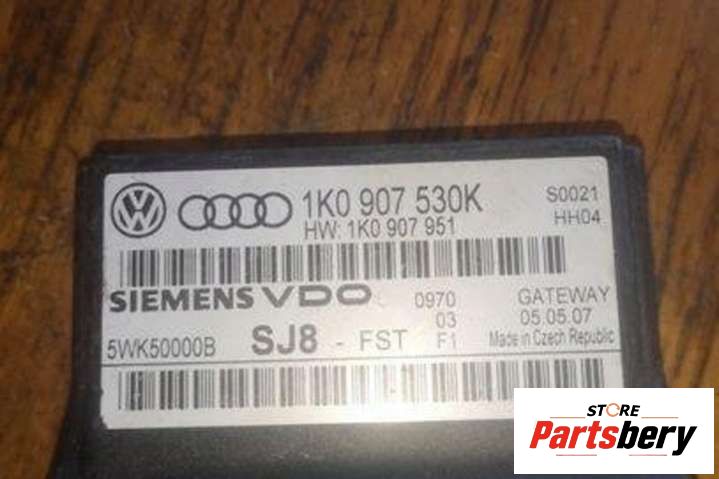 1K0 907 530K
HW: 1K0 907 951
S0021
HH04
SIEMENS VDO
0970
GATEWAY
03
05.05.07
5WK50000B
SJ8 - FST
F1
Made in Czech Republic
STORE
Partsbery